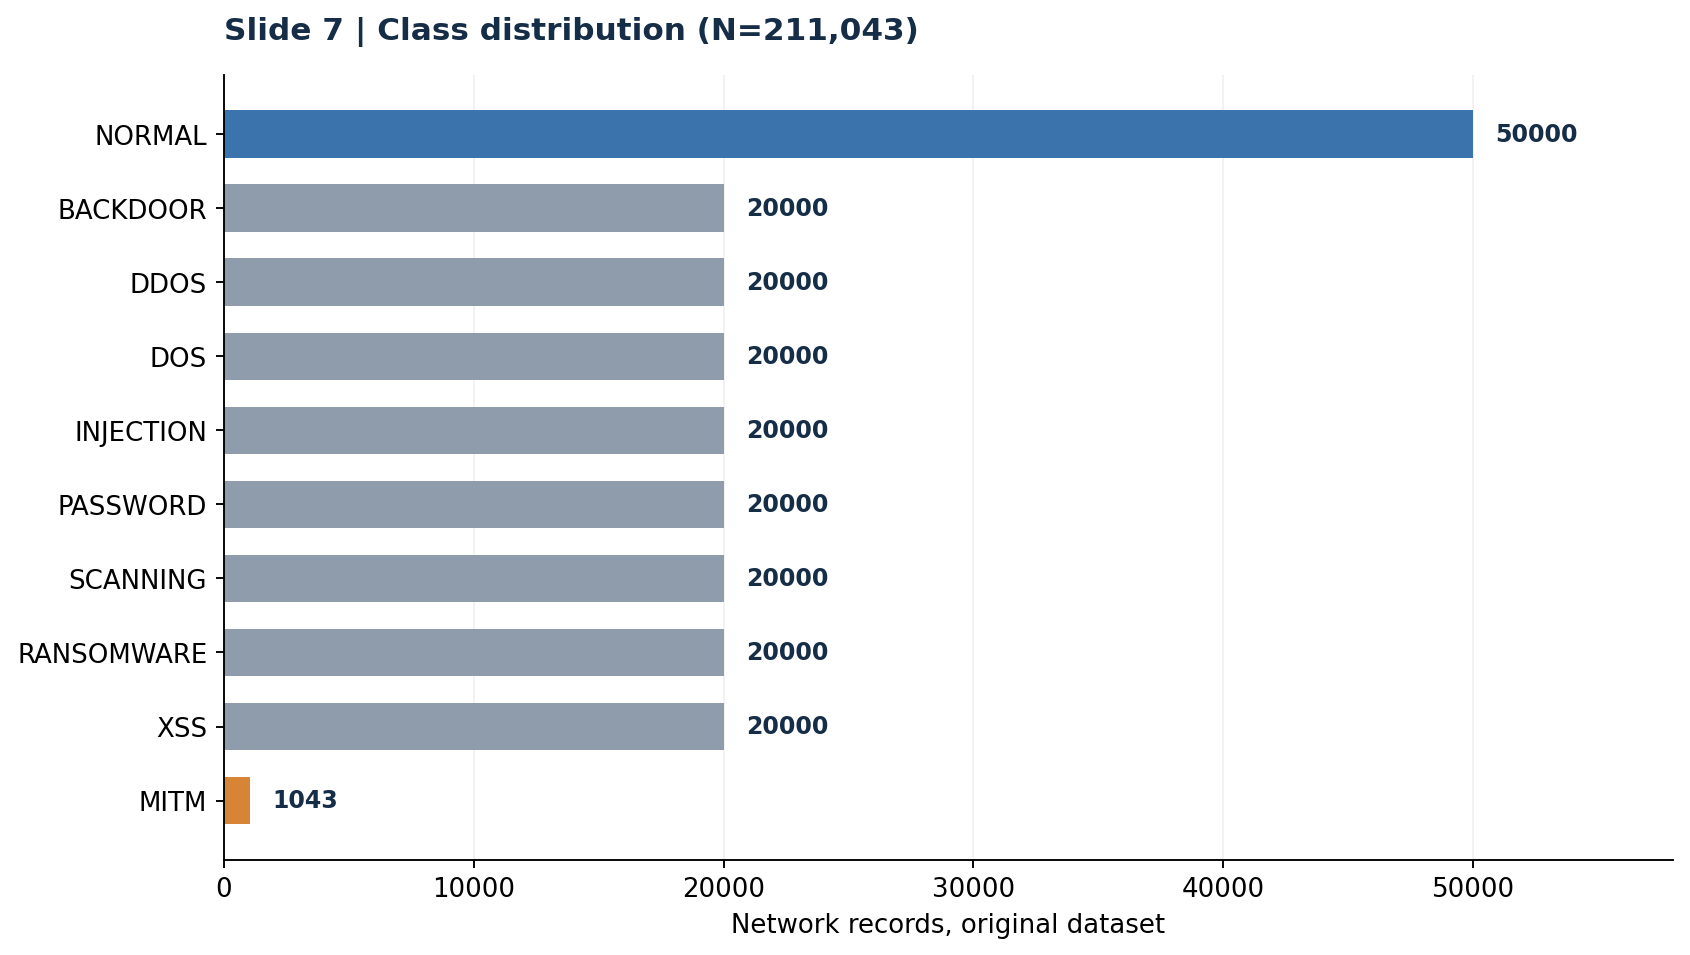 Slide 7 | Class distribution (N=211,043)
NORMAL 50000
BACKDOOR 20000
DDOS 20000
DOS 20000
INJECTION 20000
PASSWORD 20000
SCANNING 20000
RANSOMWARE 20000
XSS 20000
MITM 1043
0 10000 20000 30000 40000 50000
Network records, original dataset